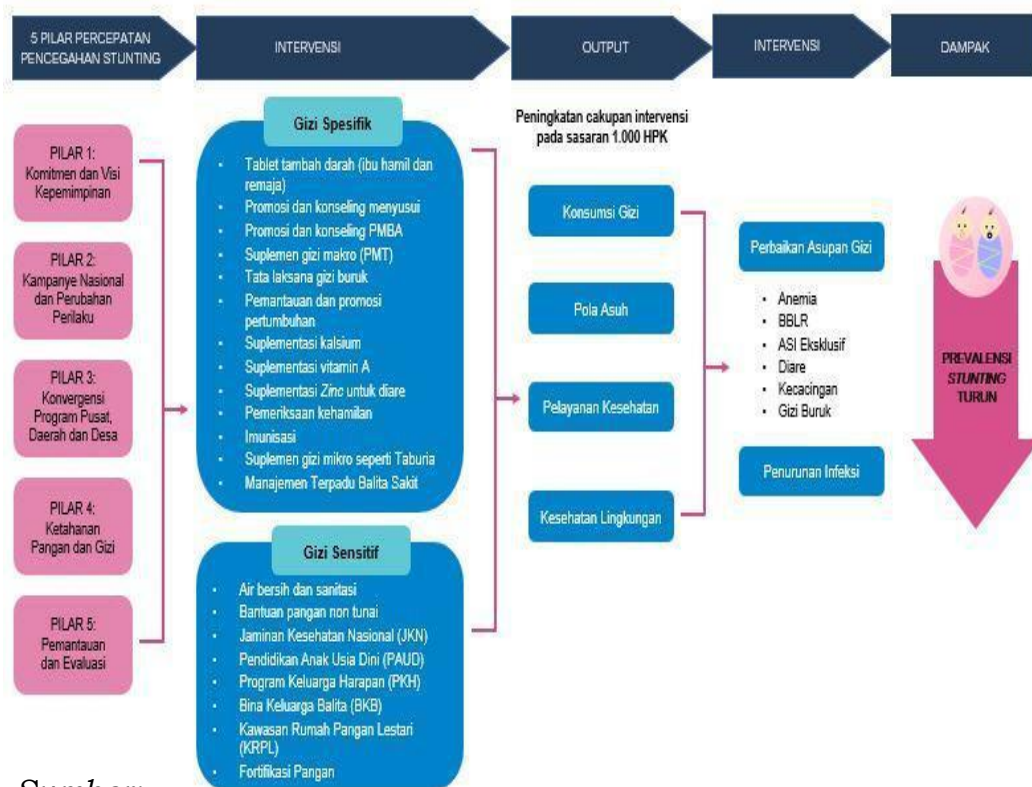 5 PILAR PERCEPATAN
PENCEGAHAN STUNTING
INTERVENSI
OUTPUT
INTERVENSI
DAMPAK
PILAR 1:
Komitmen dan Visi
Kepemimpinan
PILAR 2:
Kampanye Nasional
dan Perubahan
Perilaku
PILAR 3:
Konvergensi
Program Pusat,
Daerah dan Desa
PILAR 4:
Ketahanan
Pangan dan Gizi
PILAR 5:
Pemantauan
dan Evaluasi
Gizi Spesifik
• Tablet tambah darah (ibu hamil dan
remaja)
• Promosi dan konseling menyusui
• Promosi dan konseling PMBA
• Suplemen gizi makro (PMT)
• Tata laksana gizi buruk
• Pemantauan dan promosi
pertumbuhan
• Suplementasi kalsium
• Suplementasi vitamin A
• Suplementasi Zinc untuk diare
• Pemeriksaan kehamilan
• Imunisasi
• Suplemen gizi mikro seperti Taburia
• Manajemen Terpadu Balita Sakit
Gizi Sensitif
• Air bersih dan sanitasi
• Bantuan pangan non tunai
• Jaminan Kesehatan Nasional (JKN)
• Pendidikan Anak Usia Dini (PAUD)
• Program Keluarga Harapan (PKH)
• Bina Keluarga Balita (BKB)
• Kawasan Rumah Pangan Lestari
(KRPL)
• Fortifikasi Pangan
Peningkatan cakupan intervensi
pada sasaran 1.000 HPK
Konsumsi Gizi
Pola Asuh
Pelayanan Kesehatan
Kesehatan Lingkungan
Perbaikan Asupan Gizi
• Anemia
• BBLR
• ASI Eksklusif
• Diare
• Kecacingan
• Gizi Buruk
Penurunan Infeksi
PREVALENSI
STUNTING
TURUN